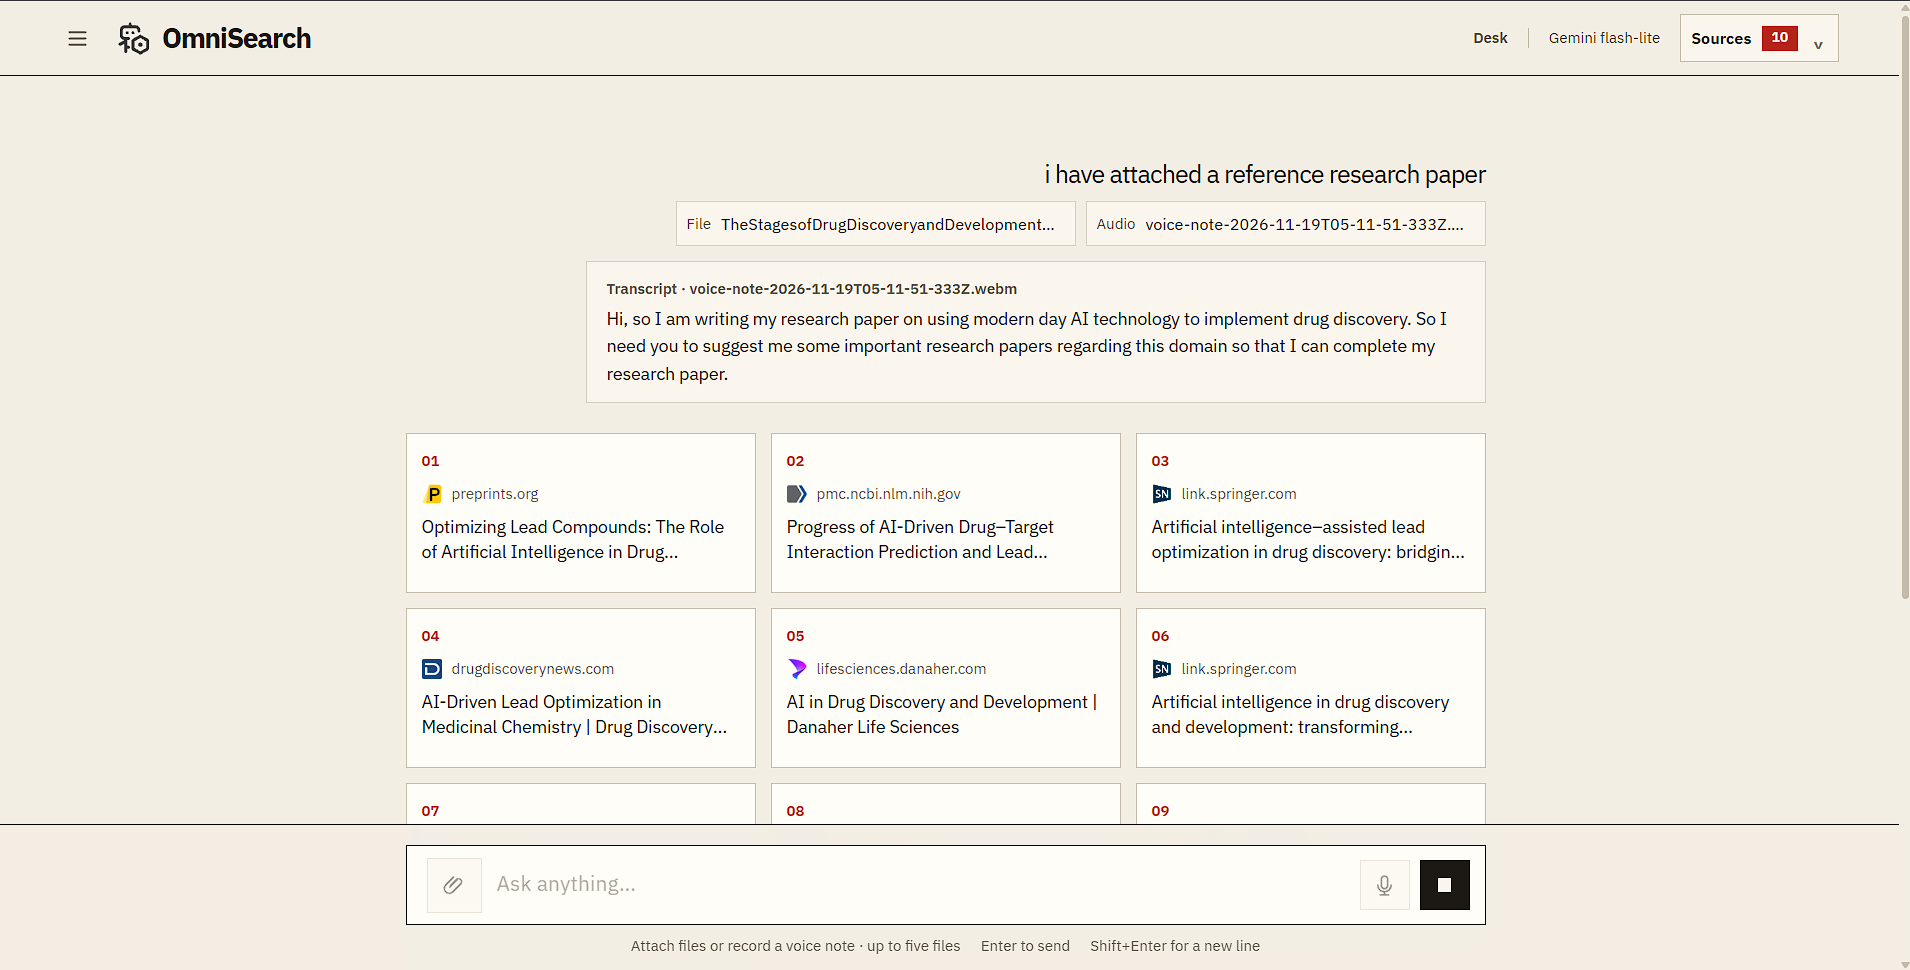 OmniSearch
Desk
Gemini flash-lite
Sources 10
i have attached a reference research paper
File TheStagesofDrugDiscoveryandDevelopment...
Audio voice-note-2026-11-19T05-11-51-333Z....
Transcript · voice-note-2026-11-19T05-11-51-333Z.webm
Hi, so I am writing my research paper on using modern day AI technology to implement drug discovery. So I
need you to suggest me some important research papers regarding this domain so that I can complete my
research paper.
01
preprints.org
Optimizing Lead Compounds: The Role
of Artificial Intelligence in Drug...
02
pmc.ncbi.nlm.nih.gov
Progress of AI-Driven Drug–Target
Interaction Prediction and Lead...
03
SN link.springer.com
Artificial intelligence–assisted lead
optimization in drug discovery: bridgin...
04
drugdiscoverynews.com
AI-Driven Lead Optimization in
Medicinal Chemistry | Drug Discovery...
05
lifesciences.danaher.com
AI in Drug Discovery and Development |
Danaher Life Sciences
06
SN link.springer.com
Artificial intelligence in drug discovery
and development: transforming...
07
08
09
Ask anything...
Attach files or record a voice note · up to five files
Enter to send
Shift+Enter for a new line